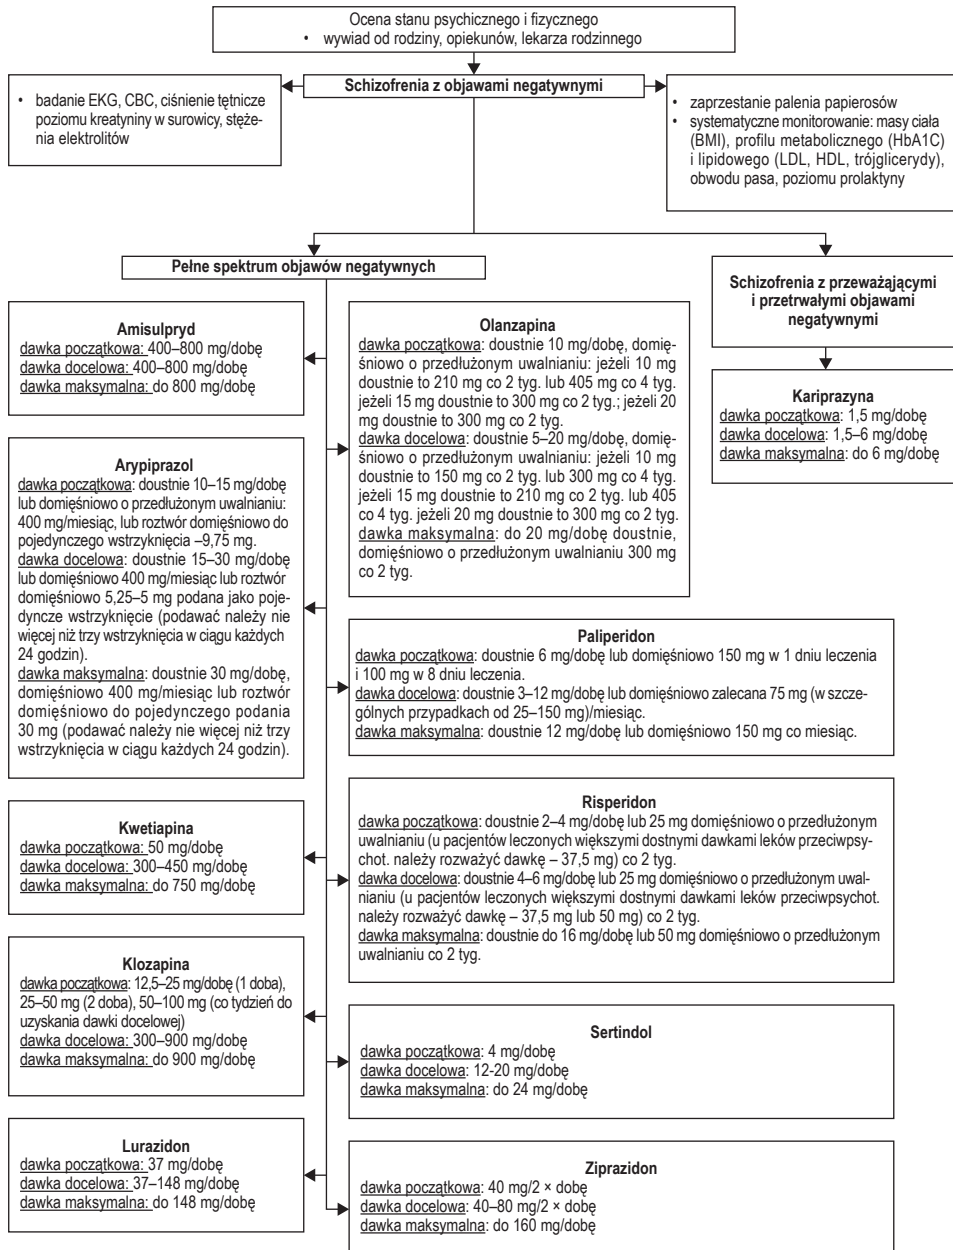 Ocena stanu psychicznego i fizycznego
• wywiad od rodziny, opiekunów, lekarza rodzinnego
Schizofrenia z objawami negatywnymi
• badanie EKG, CBC, ciśnienie tętnicze
poziomu kreatyniny w surowicy, stęże-
nia elektrolitów
• zaprzestanie palenia papierosów
• systematyczne monitorowanie: masy ciała
(BMI), profilu metabolicznego (HbA1C)
i lipidowego (LDL, HDL, trójglicerydy),
obwodu pasa, poziomu prolaktyny
Pełne spektrum objawów negatywnych
Schizofrenia z przeważającymi
i przetrwałymi objawami
negatywnymi
Amisulpryd
dawka początkowa: 400–800 mg/dobę
dawka docelowa: 400–800 mg/dobę
dawka maksymalna: do 800 mg/dobę
Olanzapina
dawka początkowa: doustnie 10 mg/dobę, domię-
śniowo o przedłużonym uwalnianiu: jeżeli 10 mg
doustnie to 210 mg co 2 tyg. lub 405 mg co 4 tyg.
jeżeli 15 mg doustnie to 300 mg co 2 tyg.; jeżeli 20
mg doustnie to 300 mg co 2 tyg.
dawka docelowa: doustnie 5–20 mg/dobę, domię-
śniowo o przedłużonym uwalnianiu: jeżeli 10 mg
doustnie to 150 mg co 2 tyg. lub 300 mg co 4 tyg.
jeżeli 15 mg doustnie to 210 mg co 2 tyg. lub 405
co 4 tyg. jeżeli 20 mg doustnie to 300 mg co 2 tyg.
dawka maksymalna: do 20 mg/dobę doustnie,
domięśniowo o przedłużonym uwalnianiu 300 mg
co 2 tyg.
Kariprazyna
dawka początkowa: 1,5 mg/dobę
dawka docelowa: 1,5–6 mg/dobę
dawka maksymalna: do 6 mg/dobę
Arypiprazol
dawka początkowa: doustnie 10–15 mg/dobę
lub domięśniowo o przedłużonym uwalnianiu:
400 mg/miesiąc, lub roztwór domięśniowo do
pojedynczego wstrzyknięcia –9,75 mg.
dawka docelowa: doustnie 15–30 mg/dobę
lub domięśniowo 400 mg/miesiąc lub roztwór
domięśniowo 5,25–5 mg podana jako poje-
dyncze wstrzyknięcie (podawać należy nie
więcej niż trzy wstrzyknięcia w ciągu każdych
24 godzin).
dawka maksymalna: doustnie 30 mg/dobę,
domięśniowo 400 mg/miesiąc lub roztwór
domięśniowo do pojedynczego podania
30 mg (podawać należy nie więcej niż trzy
wstrzyknięcia w ciągu każdych 24 godzin).
Paliperidon
dawka początkowa: doustnie 6 mg/dobę lub domięśniowo 150 mg w 1 dniu leczenia
i 100 mg w 8 dniu leczenia.
dawka docelowa: doustnie 3–12 mg/dobę lub domięśniowo zalecana 75 mg (w szcze-
gólnych przypadkach od 25–150 mg)/miesiąc.
dawka maksymalna: doustnie 12 mg/dobę lub domięśniowo 150 mg co miesiąc.
Kwetiapina
dawka początkowa: 50 mg/dobę
dawka docelowa: 300–450 mg/dobę
dawka maksymalna: do 750 mg/dobę
Risperidon
dawka początkowa: doustnie 2–4 mg/dobę lub 25 mg domięśniowo o przedłużonym
uwalnianiu (u pacjentów leczonych większymi dostnymi dawkami leków przeciwpsy-
chot. należy rozważyć dawkę – 37,5 mg) co 2 tyg.
dawka docelowa: doustnie 4–6 mg/dobę lub 25 mg domięśniowo o przedłużonym uwal-
nianiu (u pacjentów leczonych większymi dostnymi dawkami leków przeciwpsychot.
należy rozważyć dawkę – 37,5 mg lub 50 mg) co 2 tyg.
dawka maksymalna: doustnie do 16 mg/dobę lub 50 mg domięśniowo o przedłużonym
uwalnianiu co 2 tyg.
Klozapina
dawka początkowa: 12,5–25 mg/dobę (1 doba),
25–50 mg (2 doba), 50–100 mg (co tydzień do
uzyskania dawki docelowej)
dawka docelowa: 300–900 mg/dobę
dawka maksymalna: do 900 mg/dobę
Sertindol
dawka początkowa: 4 mg/dobę
dawka docelowa: 12-20 mg/dobę
dawka maksymalna: do 24 mg/dobę
Lurazidon
dawka początkowa: 37 mg/dobę
dawka docelowa: 37–148 mg/dobę
dawka maksymalna: do 148 mg/dobę
Ziprazidon
dawka początkowa: 40 mg/2 × dobę
dawka docelowa: 40–80 mg/2 × dobę
dawka maksymalna: do 160 mg/dobę